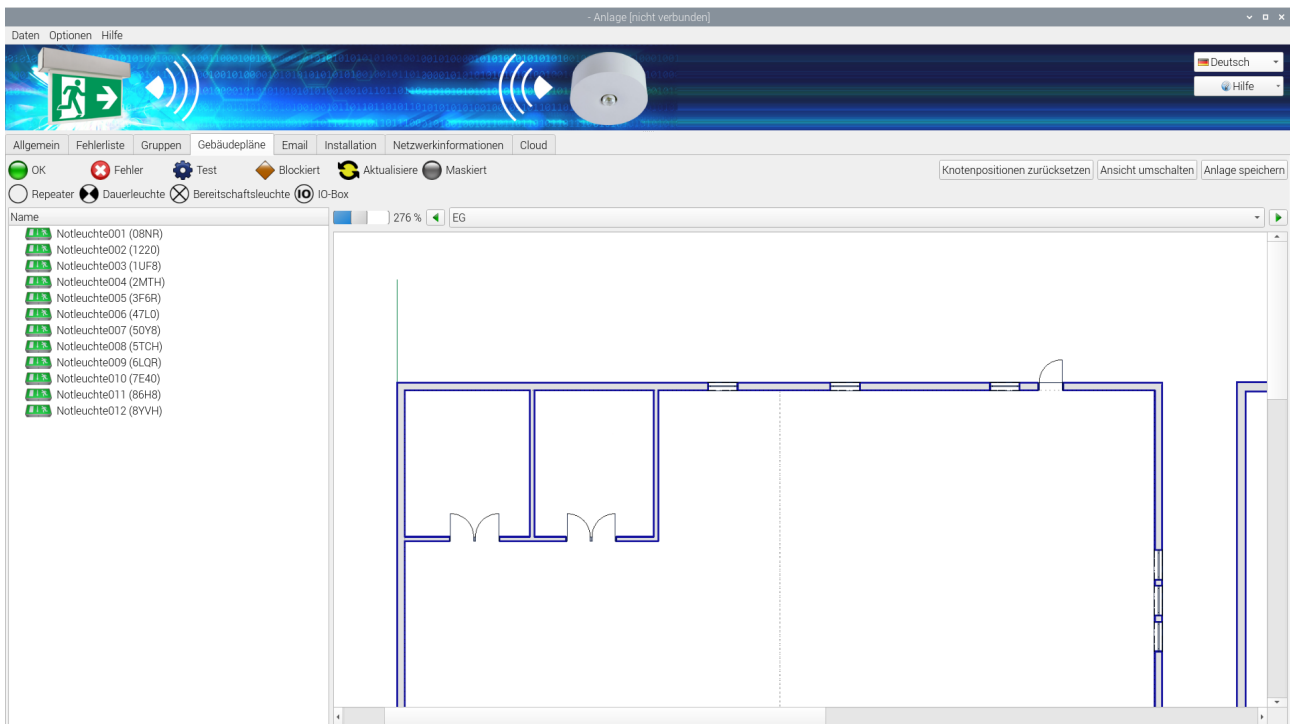 - Anlage [nicht verbunden]
Daten Optionen Hilfe
Deutsch
Hilfe
Allgemein Fehlerliste Gruppen Gebäudepläne Email Installation Netzwerkinformationen Cloud
OK Fehler Test Blockiert Aktualisiere Maskiert Knotenpositionen zurücksetzen Ansicht umschalten Anlage speichern
Repeater Dauerleuchte Bereitschaftsleuchte IO IO-Box
Name 276 % EG
Notleuchte001 (08NR)
Notleuchte002 (1220)
Notleuchte003 (1UF8)
Notleuchte004 (2MTH)
Notleuchte005 (3F6R)
Notleuchte006 (47L0)
Notleuchte007 (50Y8)
Notleuchte008 (5TCH)
Notleuchte009 (6LQR)
Notleuchte010 (7E40)
Notleuchte011 (86H8)
Notleuchte012 (8YVH)